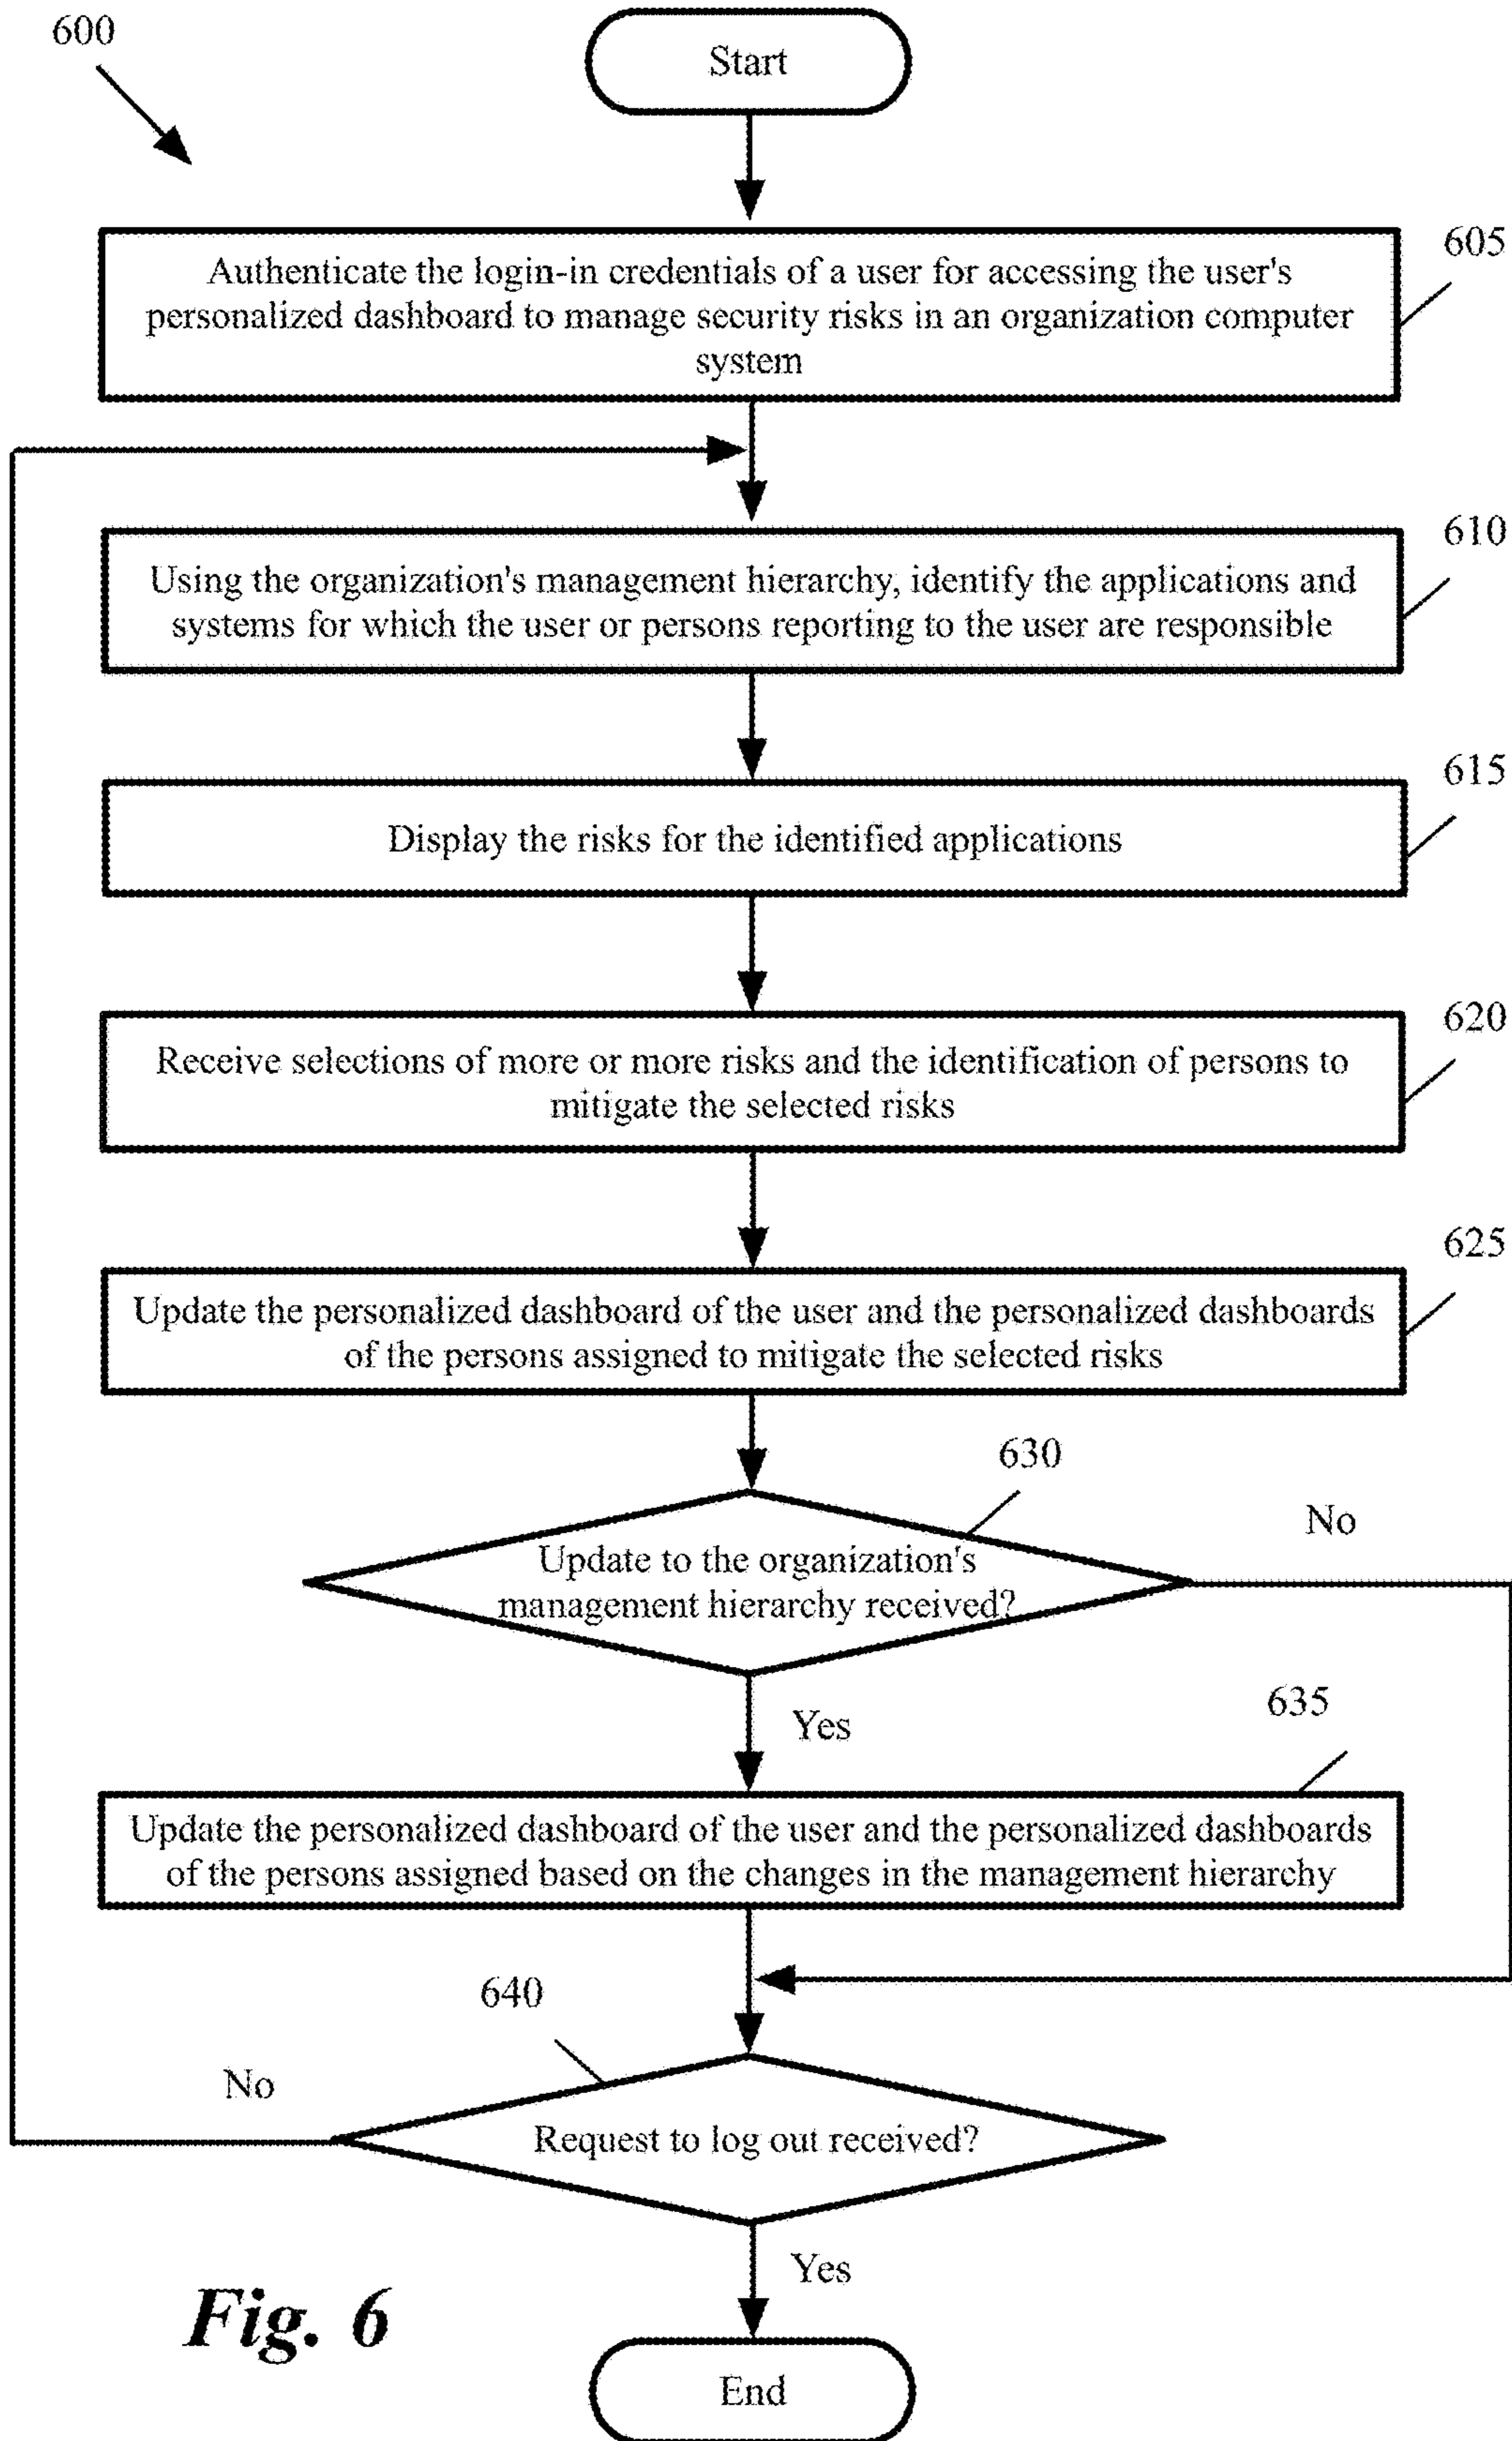 600
Start
605
Authenticate the login-in credentials of a user for accessing the user's
personalized dashboard to manage security risks in an organization computer
system
610
Using the organization's management hierarchy, identify the applications and
systems for which the user or persons reporting to the user are responsible
615
Display the risks for the identified applications
620
Receive selections of more or more risks and the identification of persons to
mitigate the selected risks
625
Update the personalized dashboard of the user and the personalized dashboards
of the persons assigned to mitigate the selected risks
630
No
Update to the organization's
management hierarchy received?
Yes
635
Update the personalized dashboard of the user and the personalized dashboards
of the persons assigned based on the changes in the management hierarchy
640
No
Request to log out received?
Yes
Fig. 6
End